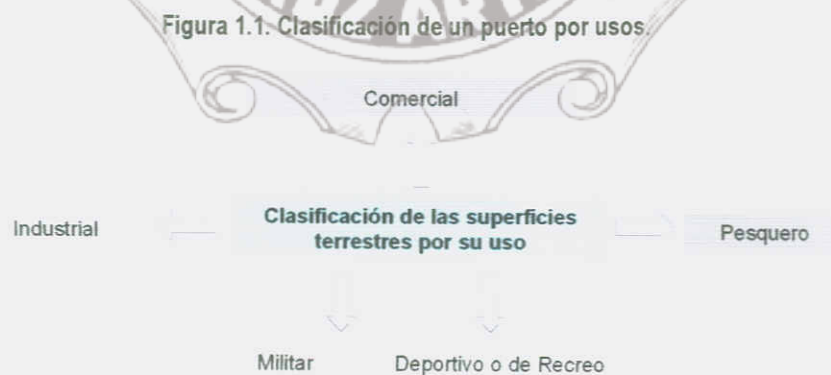 Figura 1.1. Clasificación de un puerto por usos.
Comercial
Industrial
Clasificación de las superficies
terrestres por su uso
Pesquero
Militar
Deportivo o de Recreo